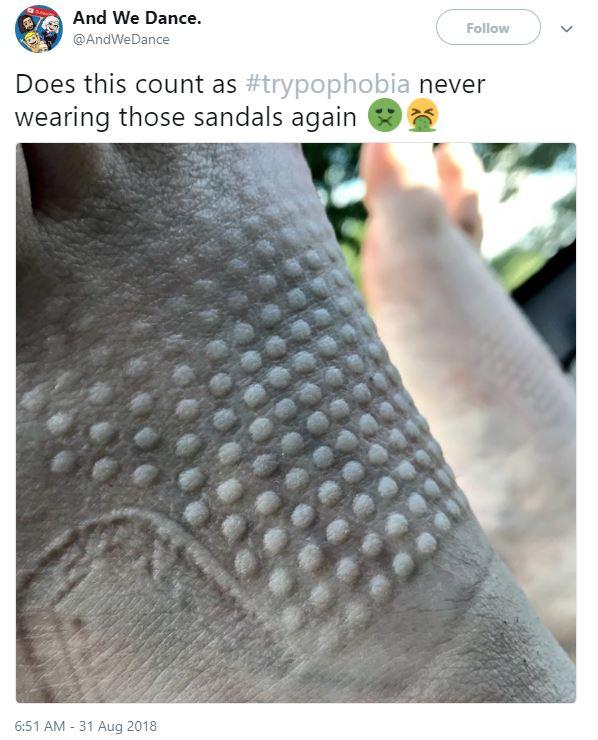 And We Dance.
@AndWeDance
Follow
Does this count as #trypophobia never
wearing those sandals again 🤢🤮
6:51 AM - 31 Aug 2018